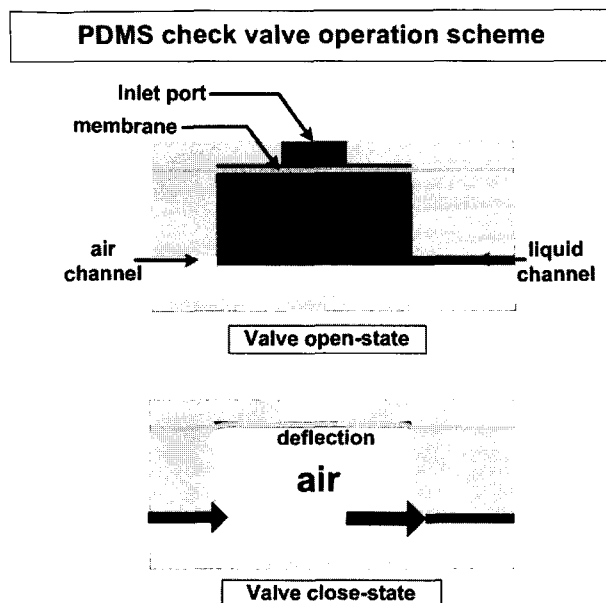 PDMS check valve operation scheme
Inlet port
membrane
air
channel
liquid
channel
Valve open-state
deflection
air
Valve close-state